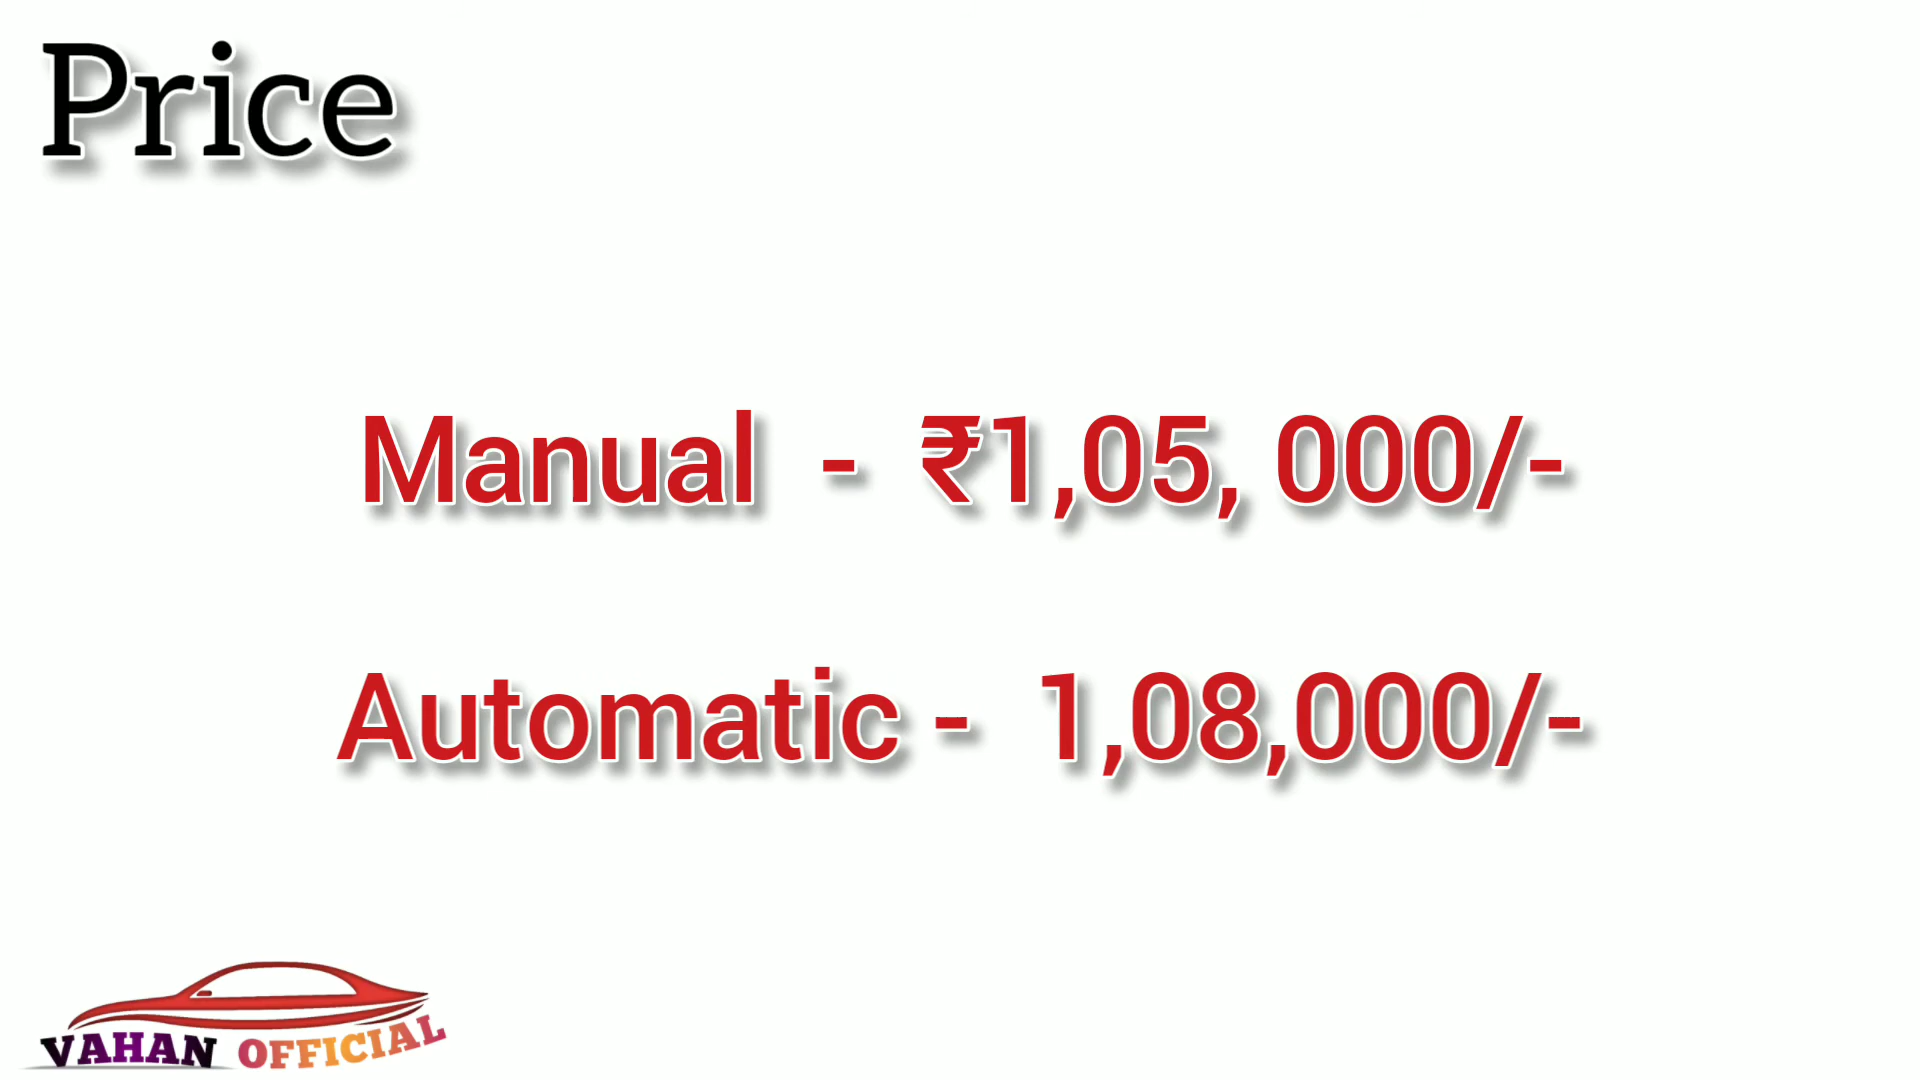 Price
Manual - ₹1,05, 000/-
Automatic - 1,08,000/-
VAHAN OFFICIAL